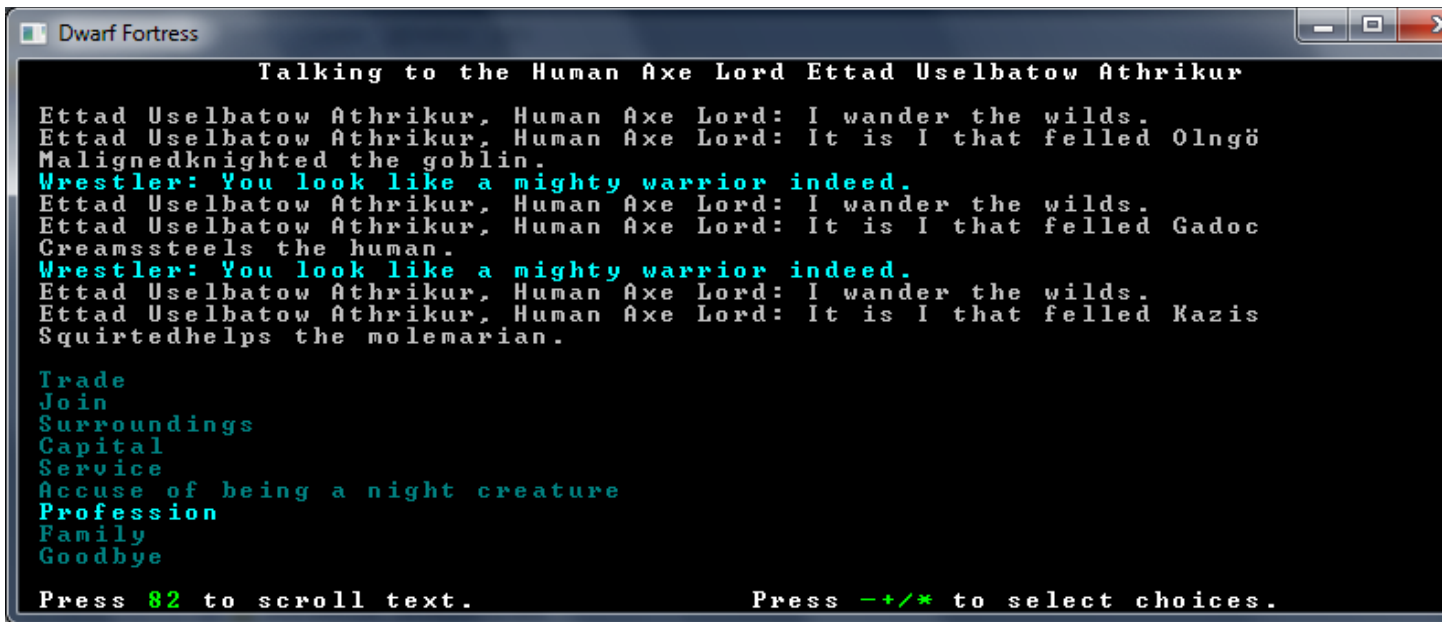 Dwarf Fortress
Talking to the Human Axe Lord Ettad Uselbatow Athrikur
Ettad Uselbatow Athrikur, Human Axe Lord: I wander the wilds.
Ettad Uselbatow Athrikur, Human Axe Lord: It is I that felled Olngö
Malignedknighted the goblin.
Wrestler: You look like a mighty warrior indeed.
Ettad Uselbatow Athrikur, Human Axe Lord: I wander the wilds.
Ettad Uselbatow Athrikur, Human Axe Lord: It is I that felled Gadoc
Creamssteels the human.
Wrestler: You look like a mighty warrior indeed.
Ettad Uselbatow Athrikur, Human Axe Lord: I wander the wilds.
Ettad Uselbatow Athrikur, Human Axe Lord: It is I that felled Kazis
Squirtedhelps the molemarian.
Trade
Join
Surroundings
Capital
Service
Accuse of being a night creature
Profession
Family
Goodbye
Press 82 to scroll text. Press -+/* to select choices.